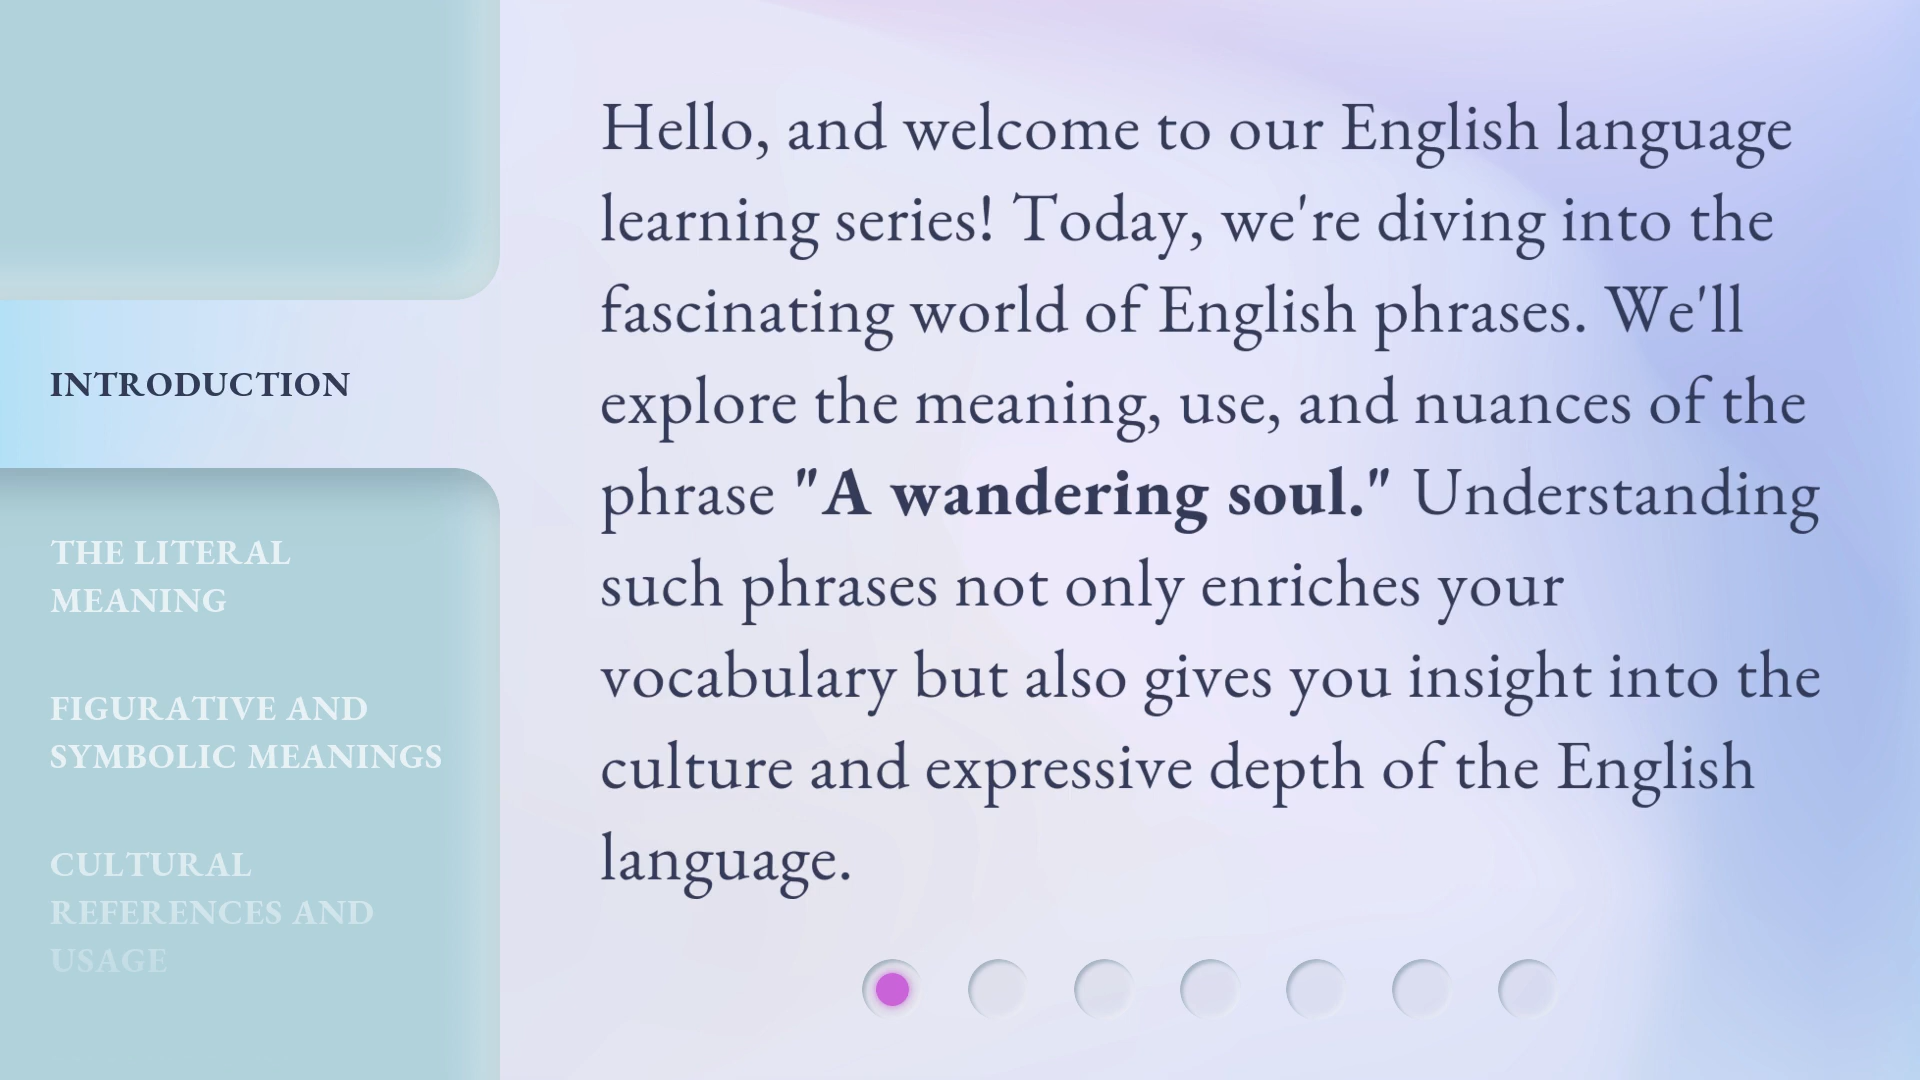 INTRODUCTION
THE LITERAL
MEANING
FIGURATIVE AND
SYMBOLIC MEANINGS
CULTURAL
REFERENCES AND
USAGE
Hello, and welcome to our English language
learning series! Today, we're diving into the
fascinating world of English phrases. We'll
explore the meaning, use, and nuances of the
phrase "A wandering soul." Understanding
such phrases not only enriches your
vocabulary but also gives you insight into the
culture and expressive depth of the English
language.